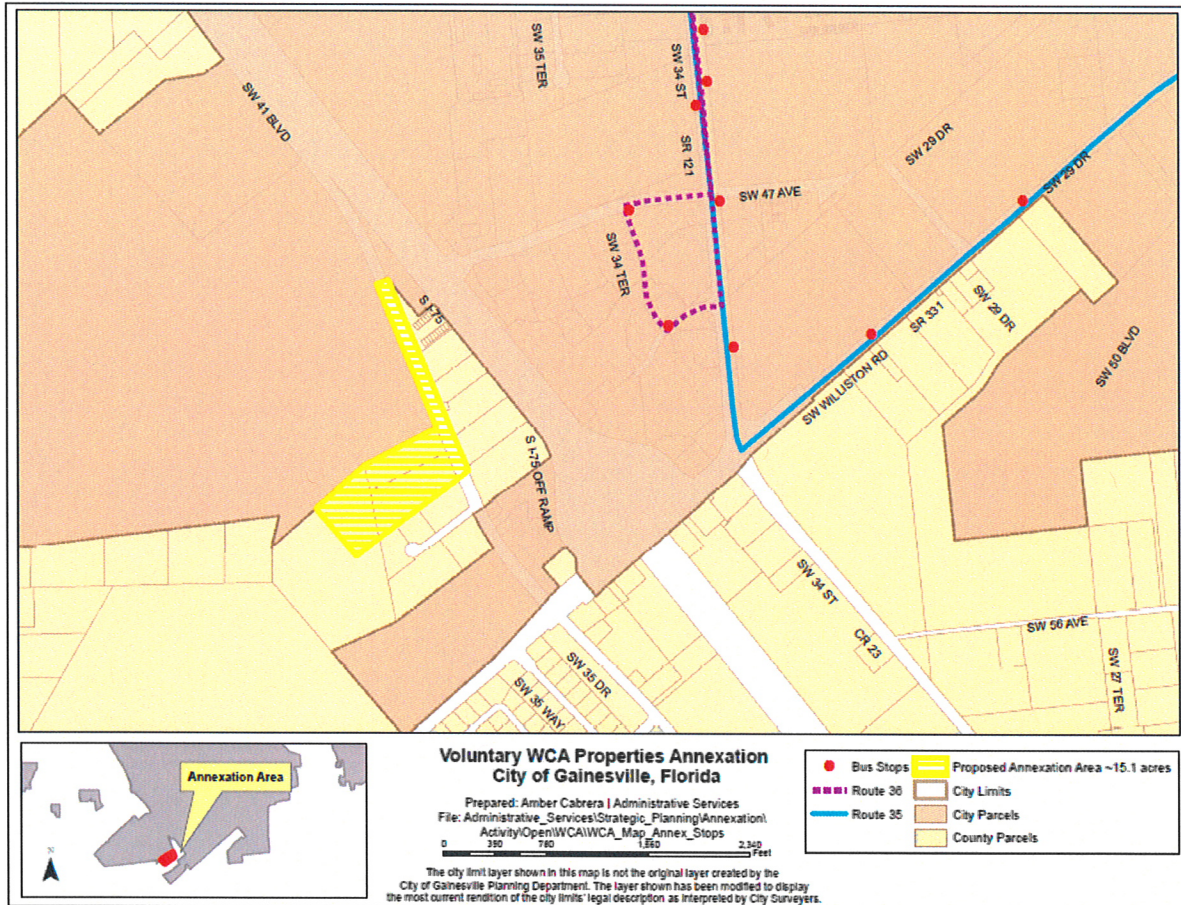 SW 35 TER
SW 34 ST
SW 41 BLVD
SR 121
SW 29 DR
SW 29 DR
SW 47 AVE
SW 34 TER
S I-75
SR 331
SW 29 DR
SW 50 BLVD
SW WILLISTON RD
S I-75 OFF RAMP
SW 34 ST
CR 23
SW 56 AVE
SW 27 TER
SW 35 DR
SW 35 WAY
Annexation Area
N
Voluntary WCA Properties Annexation
City of Gainesville, Florida
Prepared: Amber Cabrera | Administrative Services
File: Administrative_Services\Strategic_Planning\Annexation\
Activity\Open\WCA\WCA_Map_Annex_Stops
0 390 780 1,560 2,340
Feet
The city limit layer shown in this map is not the original layer created by the
City of Gainesville Planning Department. The layer shown has been modified to display
the most current rendition of the city limits' legal description as interpreted by City Surveyors.
Bus Stops
Route 36
Route 35
Proposed Annexation Area ~15.1 acres
City Limits
City Parcels
County Parcels